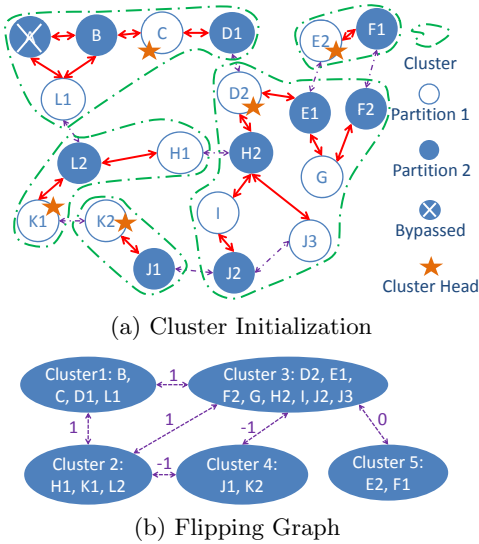 A
B
C
D1
E2
F1
L1
D2
E1
F2
Cluster
Partition 1
L2
H1
H2
G
Partition 2
K1
K2
I
J3
Bypassed
J1
J2
Cluster Head
(a) Cluster Initialization
Cluster1: B,
C, D1, L1
1
Cluster 3: D2, E1,
F2, G, H2, I, J2, J3
1
1
-1
0
Cluster 2:
H1, K1, L2
-1
Cluster 4:
J1, K2
Cluster 5:
E2, F1
(b) Flipping Graph